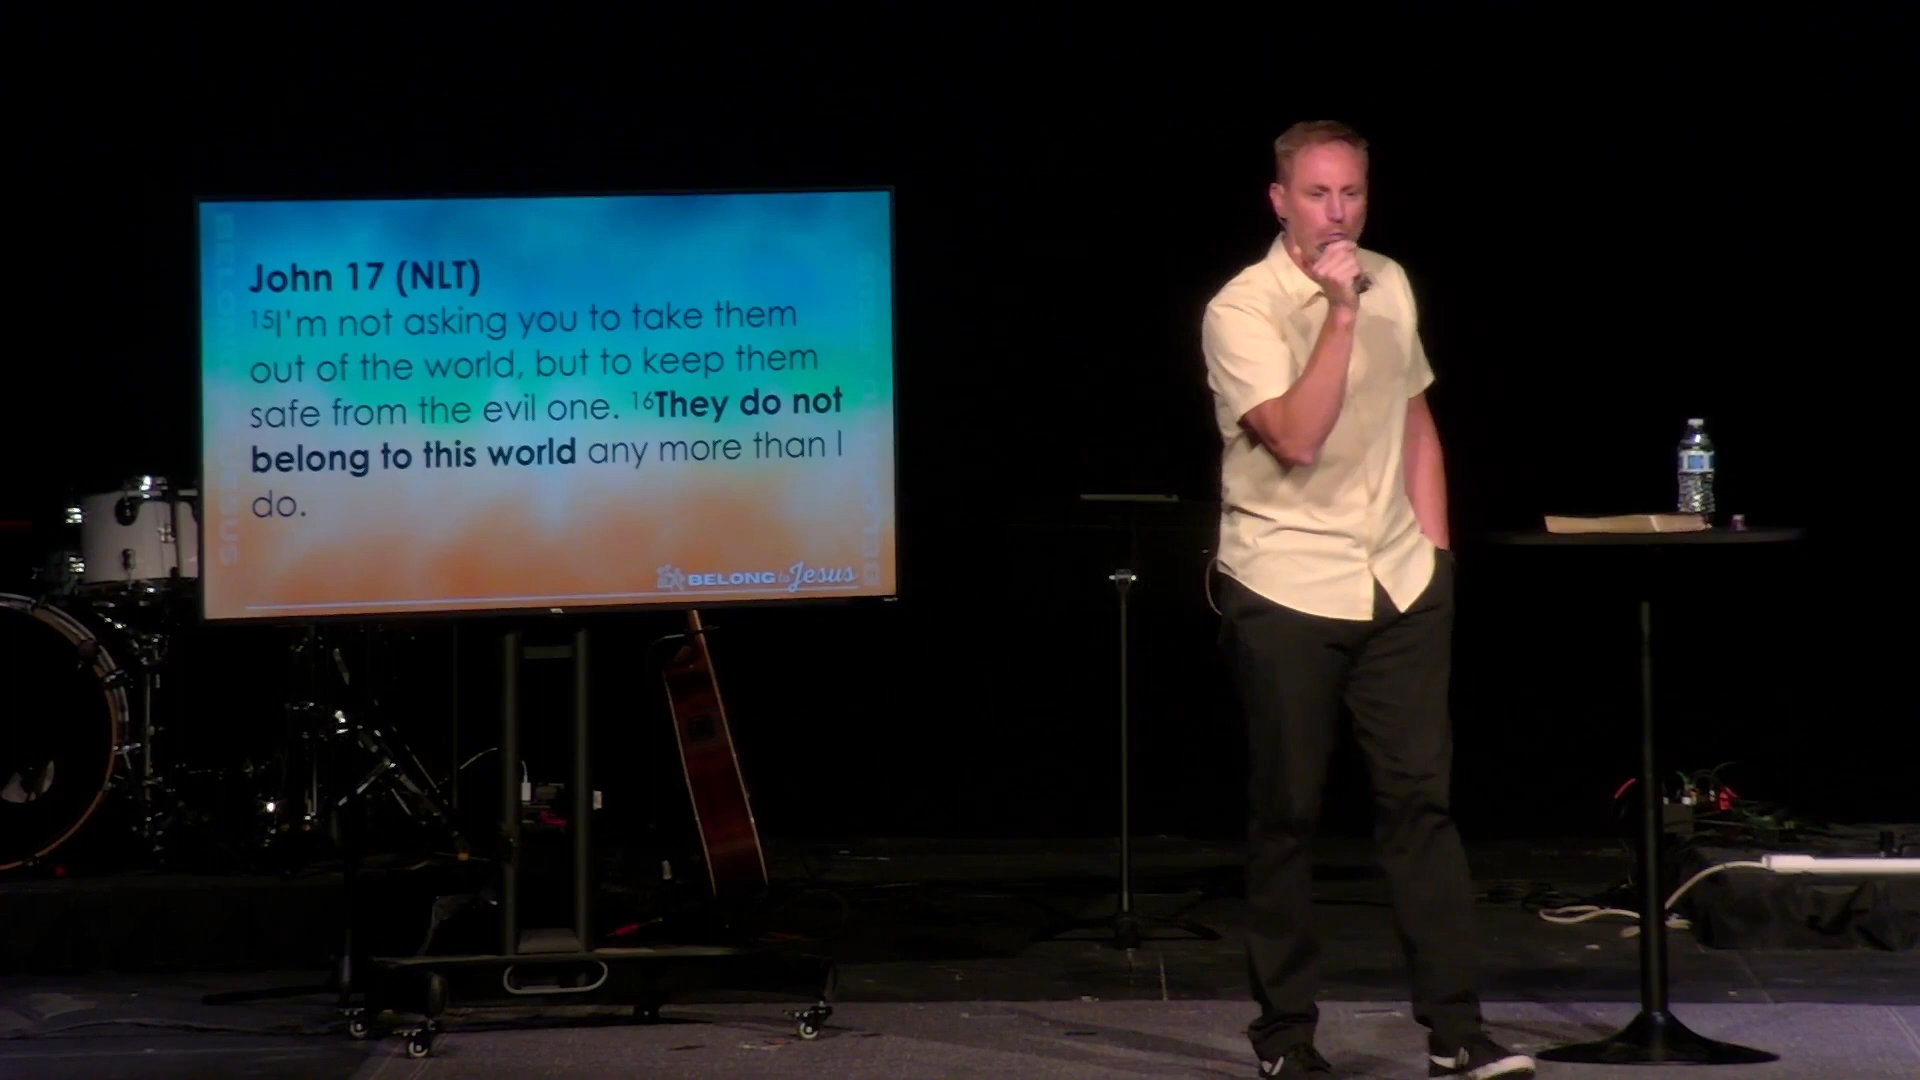 John 17 (NLT)
15I'm not asking you to take them
out of the world, but to keep them
safe from the evil one. 16They do not
belong to this world any more than I
do.
BELONG to Jesus